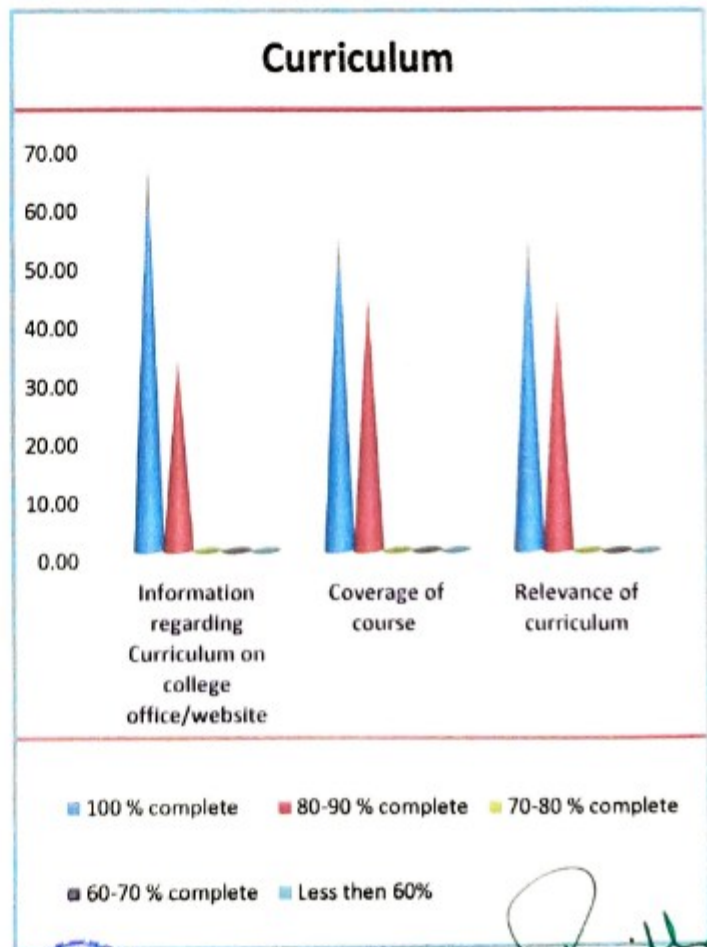 Curriculum
70.00
60.00
50.00
40.00
30.00
20.00
10.00
0.00
Information
regarding
Curriculum on
college
office/website
Coverage of
course
Relevance of
curriculum
100 % complete
80-90 % complete
70-80 % complete
60-70 % complete
Less then 60%